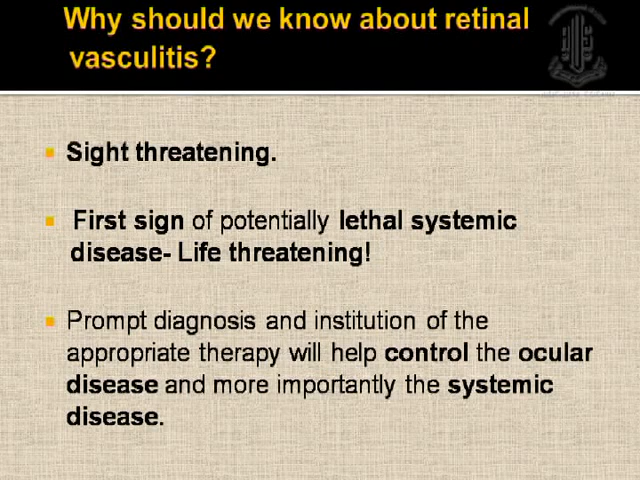 Why should we know about retinal
vasculitis?
Sight threatening.
First sign of potentially lethal systemic
disease- Life threatening!
Prompt diagnosis and institution of the
appropriate therapy will help control the ocular
disease and more importantly the systemic
disease.